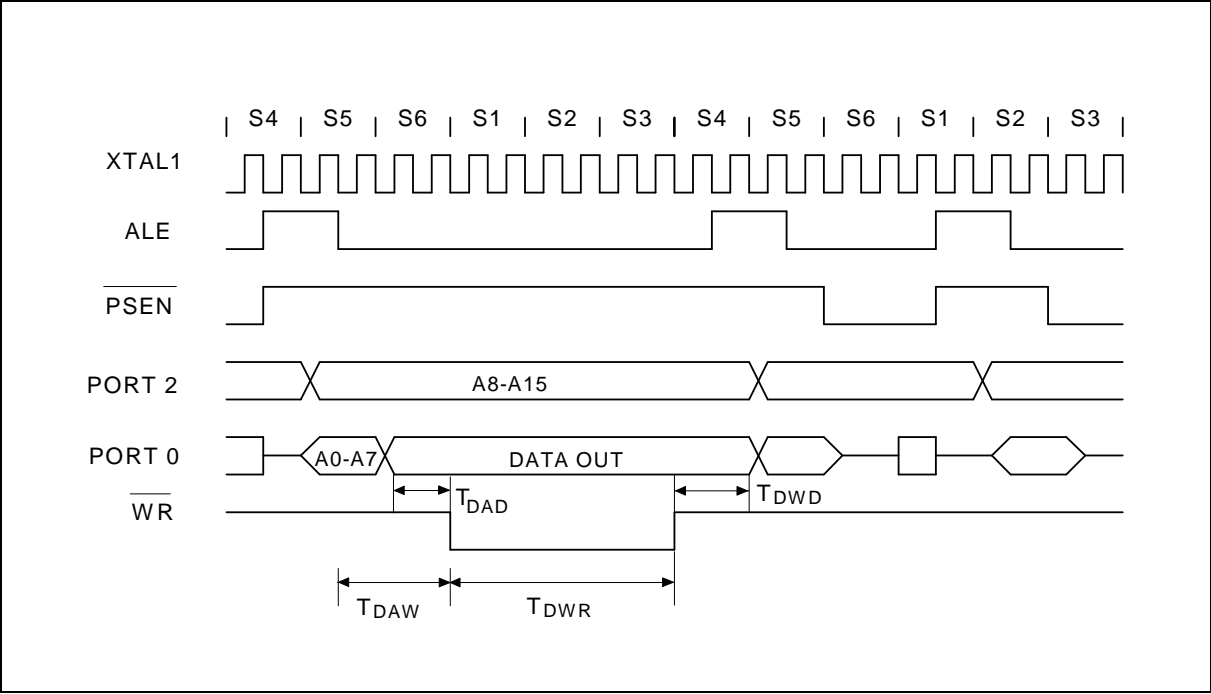 S4 S5 S6 S1 S2 S3 S4 S5 S6 S1 S2 S3
XTAL1
ALE
PSEN
PORT 2 A8-A15
PORT 0 A0-A7 DATA OUT
WR TDAD TDWD
TDAW TDWR